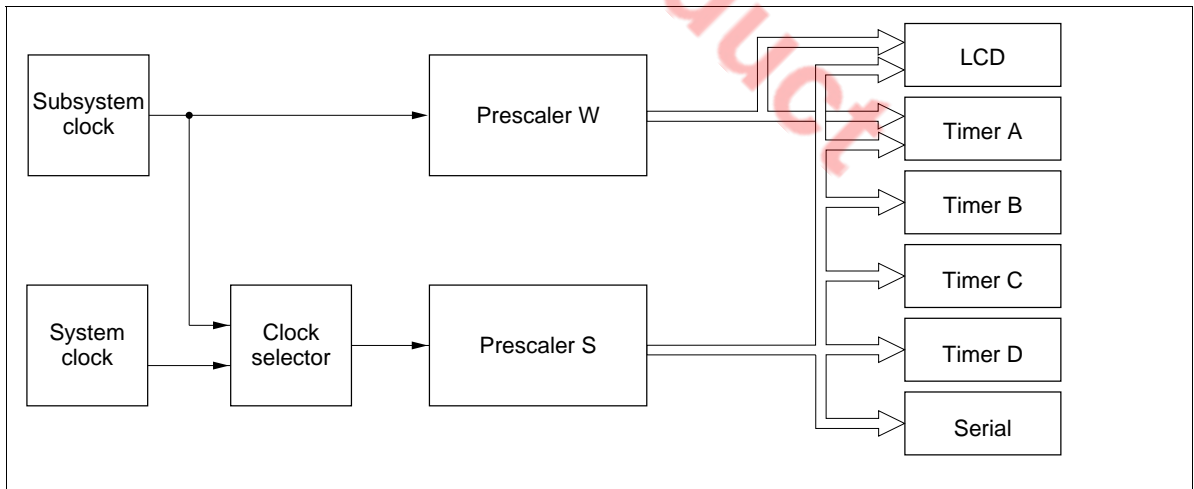 Subsystem
clock
Prescaler W
LCD
Timer A
Timer B
Timer C
Timer D
Serial
System
clock
Clock
selector
Prescaler S